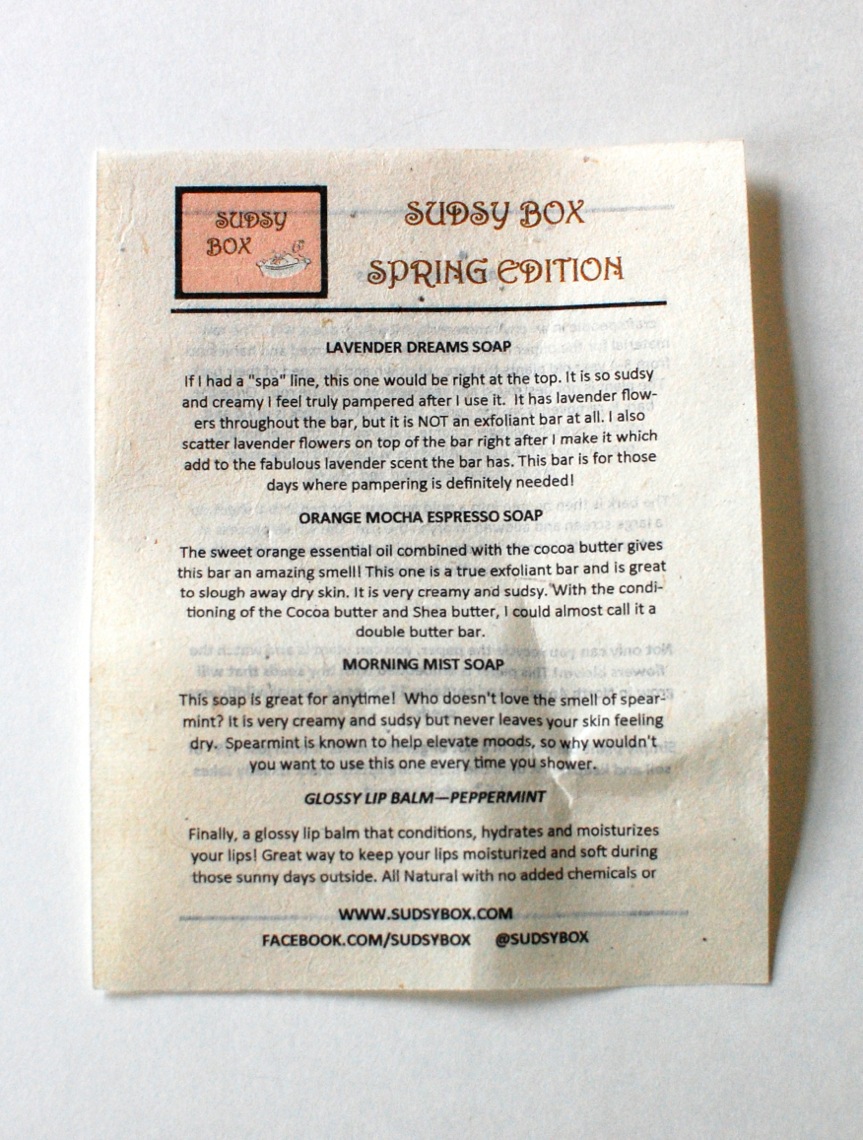 SUDSY
BOX
SUDSY BOX
SPRING EDITION
LAVENDER DREAMS SOAP
If I had a "spa" line, this one would be right at the top. It is so sudsy
and creamy I feel truly pampered after I use it.  It has lavender flow-
ers throughout the bar, but it is NOT an exfoliant bar at all. I also
scatter lavender flowers on top of the bar right after I make it which
add to the fabulous lavender scent the bar has. This bar is for those
days where pampering is definitely needed!
ORANGE MOCHA ESPRESSO SOAP
The sweet orange essential oil combined with the cocoa butter gives
this bar an amazing smell! This one is a true exfoliant bar and is great
to slough away dry skin. It is very creamy and sudsy. With the condi-
tioning of the Cocoa butter and Shea butter, I could almost call it a
double butter bar.
MORNING MIST SOAP
This soap is great for anytime!  Who doesn't love the smell of spear-
mint? It is very creamy and sudsy but never leaves your skin feeling
dry.  Spearmint is known to help elevate moods, so why wouldn't
you want to use this one every time you shower.
GLOSSY LIP BALM—PEPPERMINT
Finally, a glossy lip balm that conditions, hydrates and moisturizes
your lips! Great way to keep your lips moisturized and soft during
those sunny days outside. All Natural with no added chemicals or
WWW.SUDSYBOX.COM
FACEBOOK.COM/SUDSYBOX @SUDSYBOX